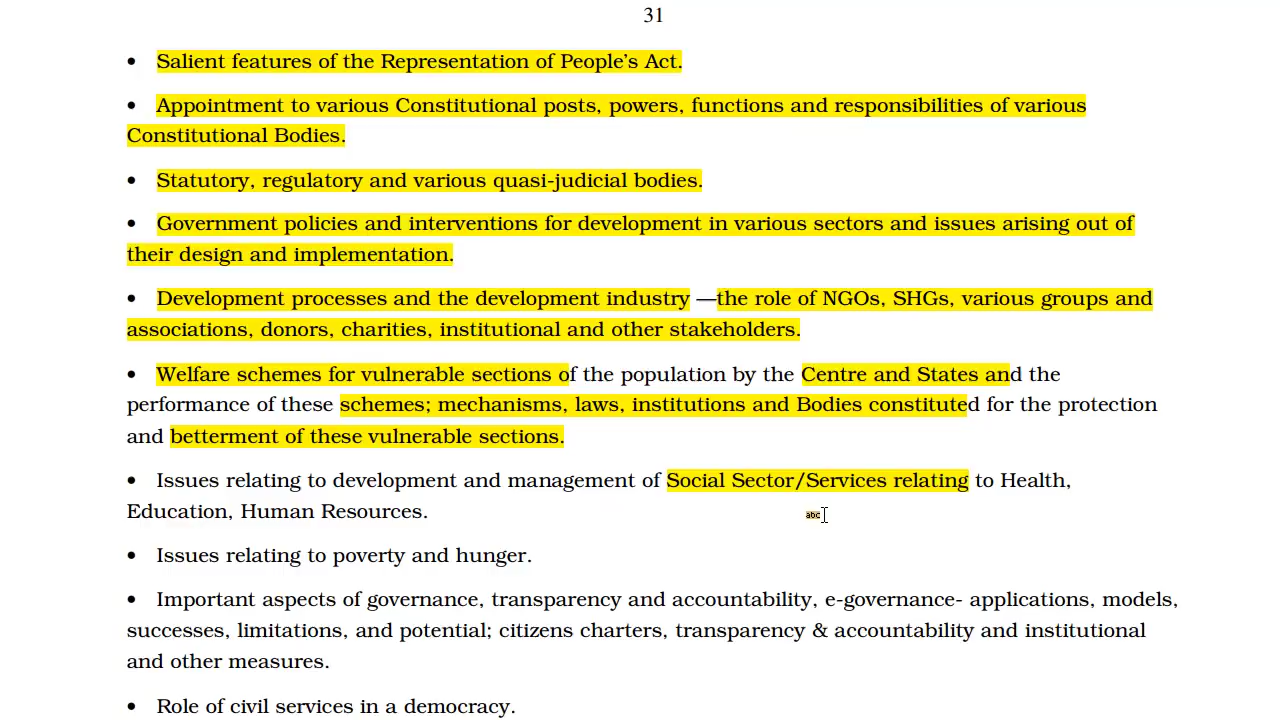 31
• Salient features of the Representation of People’s Act.
• Appointment to various Constitutional posts, powers, functions and responsibilities of various
Constitutional Bodies.
• Statutory, regulatory and various quasi-judicial bodies.
• Government policies and interventions for development in various sectors and issues arising out of
their design and implementation.
• Development processes and the development industry —the role of NGOs, SHGs, various groups and
associations, donors, charities, institutional and other stakeholders.
• Welfare schemes for vulnerable sections of the population by the Centre and States and the
performance of these schemes; mechanisms, laws, institutions and Bodies constituted for the protection
and betterment of these vulnerable sections.
• Issues relating to development and management of Social Sector/Services relating to Health,
Education, Human Resources.
abc
• Issues relating to poverty and hunger.
• Important aspects of governance, transparency and accountability, e-governance- applications, models,
successes, limitations, and potential; citizens charters, transparency & accountability and institutional
and other measures.
• Role of civil services in a democracy.